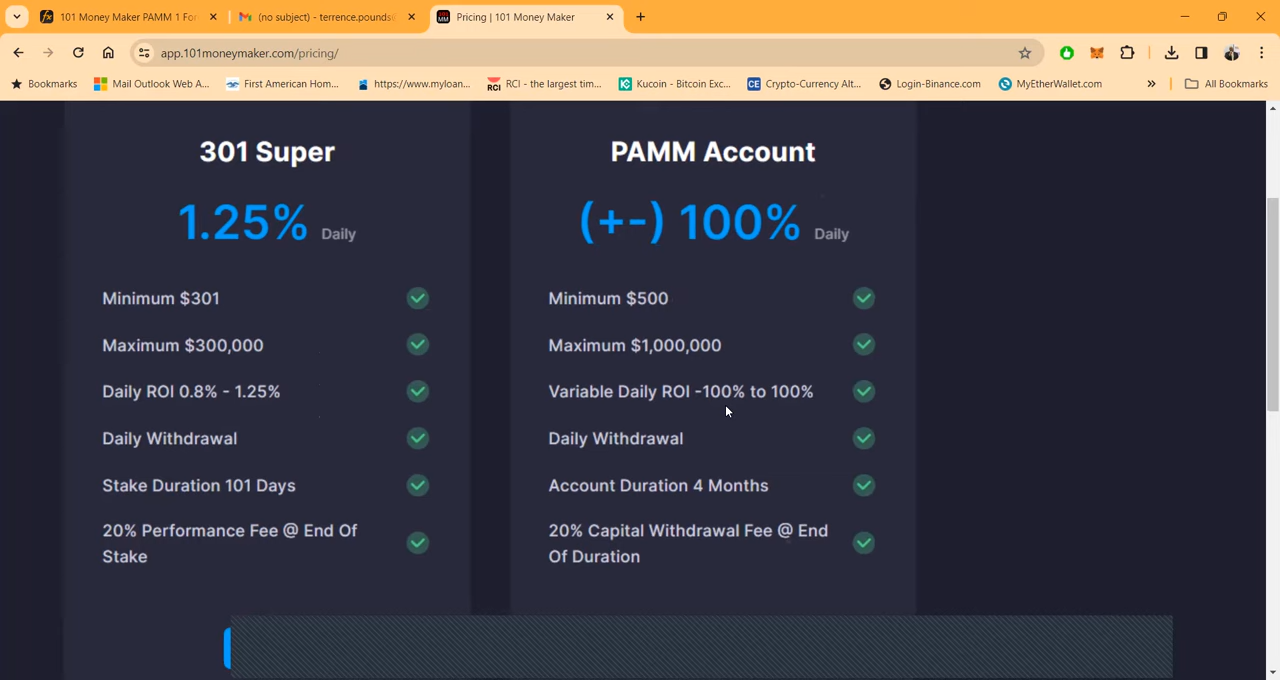 101 Money Maker PAMM 1 For
(no subject) - terrence.pounds@
Pricing | 101 Money Maker
app.101moneymaker.com/pricing/
Bookmarks
Mail Outlook Web A...
First American Hom...
https://www.myloan...
RCI
RCI - the largest tim...
Kucoin - Bitcoin Exc...
CE
Crypto-Currency Alt...
Login-Binance.com
MyEtherWallet.com
All Bookmarks
301 Super
1.25% Daily
Minimum $301
Maximum $300,000
Daily ROI 0.8% - 1.25%
Daily Withdrawal
Stake Duration 101 Days
20% Performance Fee @ End Of
Stake
PAMM Account
(+-) 100% Daily
Minimum $500
Maximum $1,000,000
Variable Daily ROI -100% to 100%
Daily Withdrawal
Account Duration 4 Months
20% Capital Withdrawal Fee @ End
Of Duration